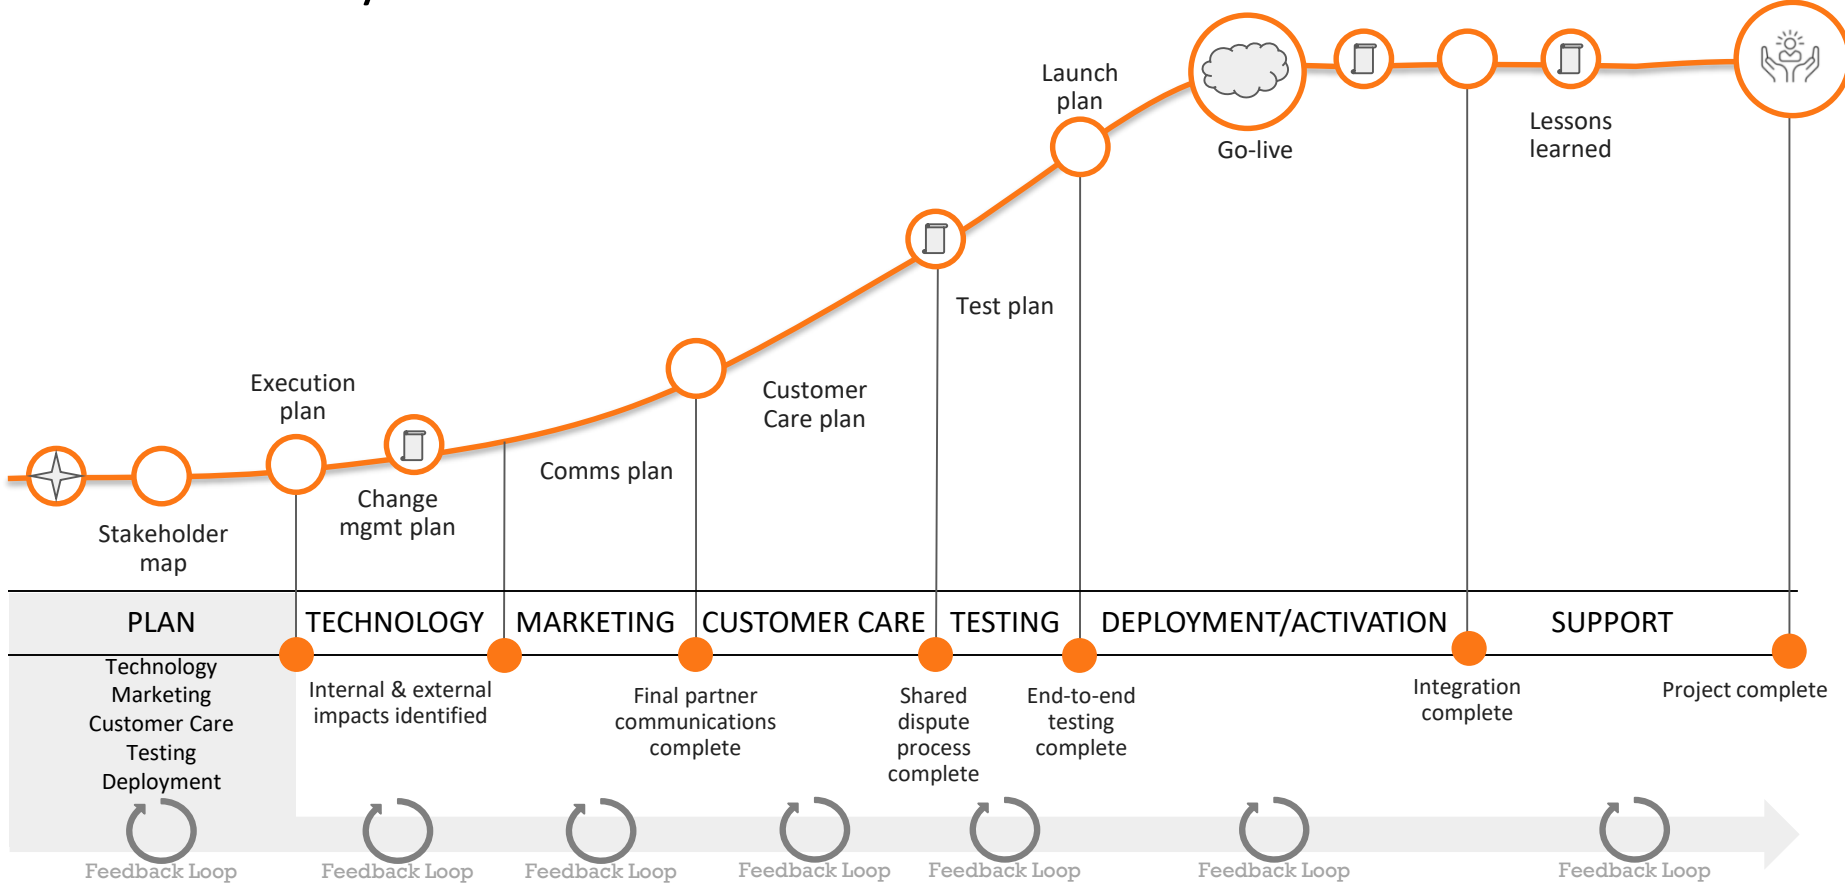 Launch
plan
Go-live
Lessons
learned
Test plan
Execution
plan
Customer
Care plan
Comms plan
Change
mgmt plan
Stakeholder
map
PLAN
TECHNOLOGY
MARKETING
CUSTOMER CARE
TESTING
DEPLOYMENT/ACTIVATION
SUPPORT
Technology
Marketing
Customer Care
Testing
Deployment
Internal & external
impacts identified
Final partner
communications
complete
Shared
dispute
process
complete
End-to-end
testing
complete
Integration
complete
Project complete
Feedback Loop
Feedback Loop
Feedback Loop
Feedback Loop
Feedback Loop
Feedback Loop
Feedback Loop